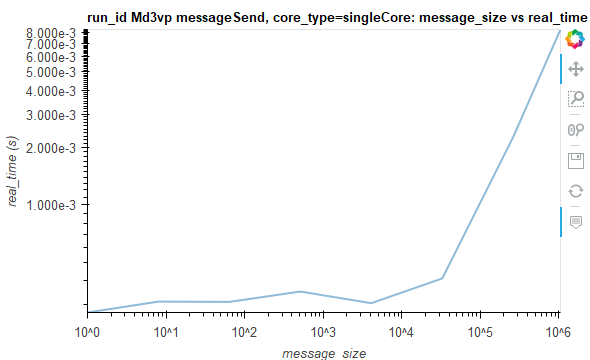 run_id Md3vp messageSend, core_type=singleCore: message_size vs real_time
8.000e-3
7.000e-3
6.000e-3
5.000e-3
4.000e-3
3.000e-3
2.000e-3
1.000e-3
real_time (s)
10^0 10^1 10^2 10^3 10^4 10^5 10^6
message_size